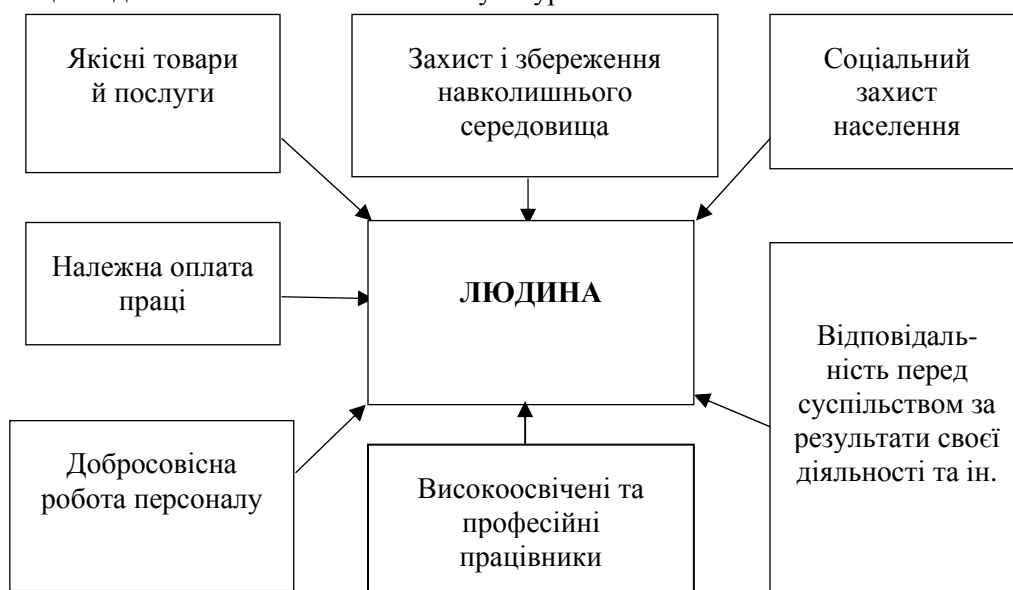 Якісні товари
й послуги
Захист і збереження
навколишнього
середовища
Соціальний
захист
населення
Належна оплата
праці
ЛЮДИНА
Відповідаль-
ність перед
суспільством за
результати своєї
діяльності та ін.
Добросовісна
робота персоналу
Високоосвічені та
професійні
працівники